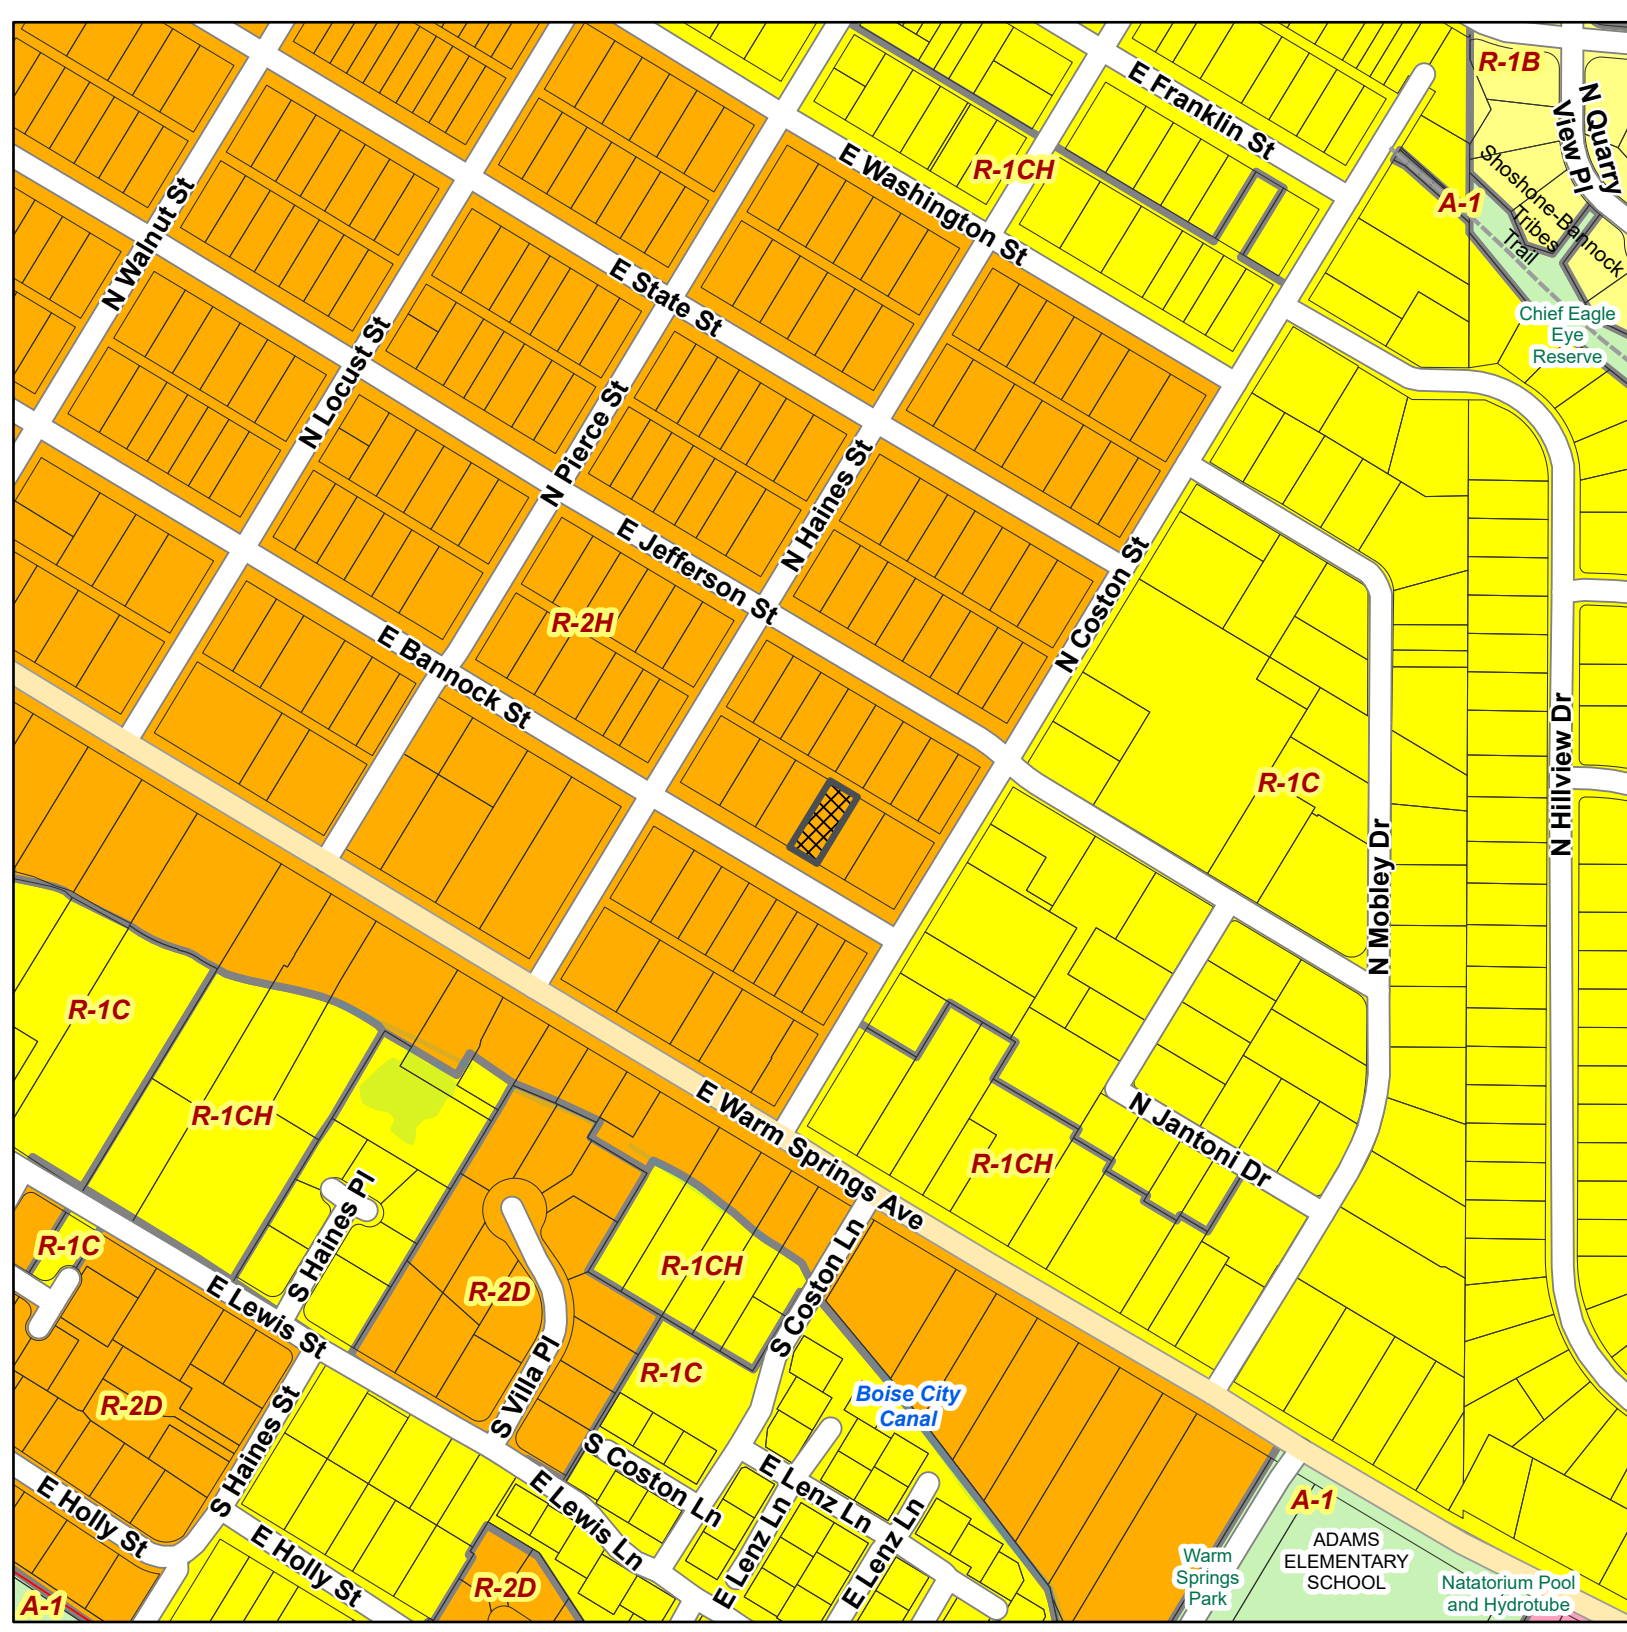 R-1B
E Franklin St
N Quarry
View Pl
E Washington St
R-1CH
Shoshone-Bannock
Tribes
Trail
A-1
N Walnut St
E State St
Chief Eagle
Eye
Reserve
N Locust St
N Pierce St
N Haines St
E Jefferson St
N Coston St
R-2H
E Bannock St
R-1C
N Hillview Dr
N Mobley Dr
R-1C
R-1CH
E Warm Springs Ave
N Jantoni Dr
R-1CH
S Haines Pl
R-1C
R-1CH
R-2D
S Coston Ln
E Lewis St
S Villa Pl
R-1C
Boise City
Canal
R-2D
S Haines St
S Coston Ln
E Lenz Ln
E Holly St
E Lewis Ln
E Lenz Ln
E Lenz Ln
A-1
E Holly St
R-2D
ADAMS
ELEMENTARY
SCHOOL
Warm
Springs
Park
Natatorium Pool
and Hydrotube
A-1